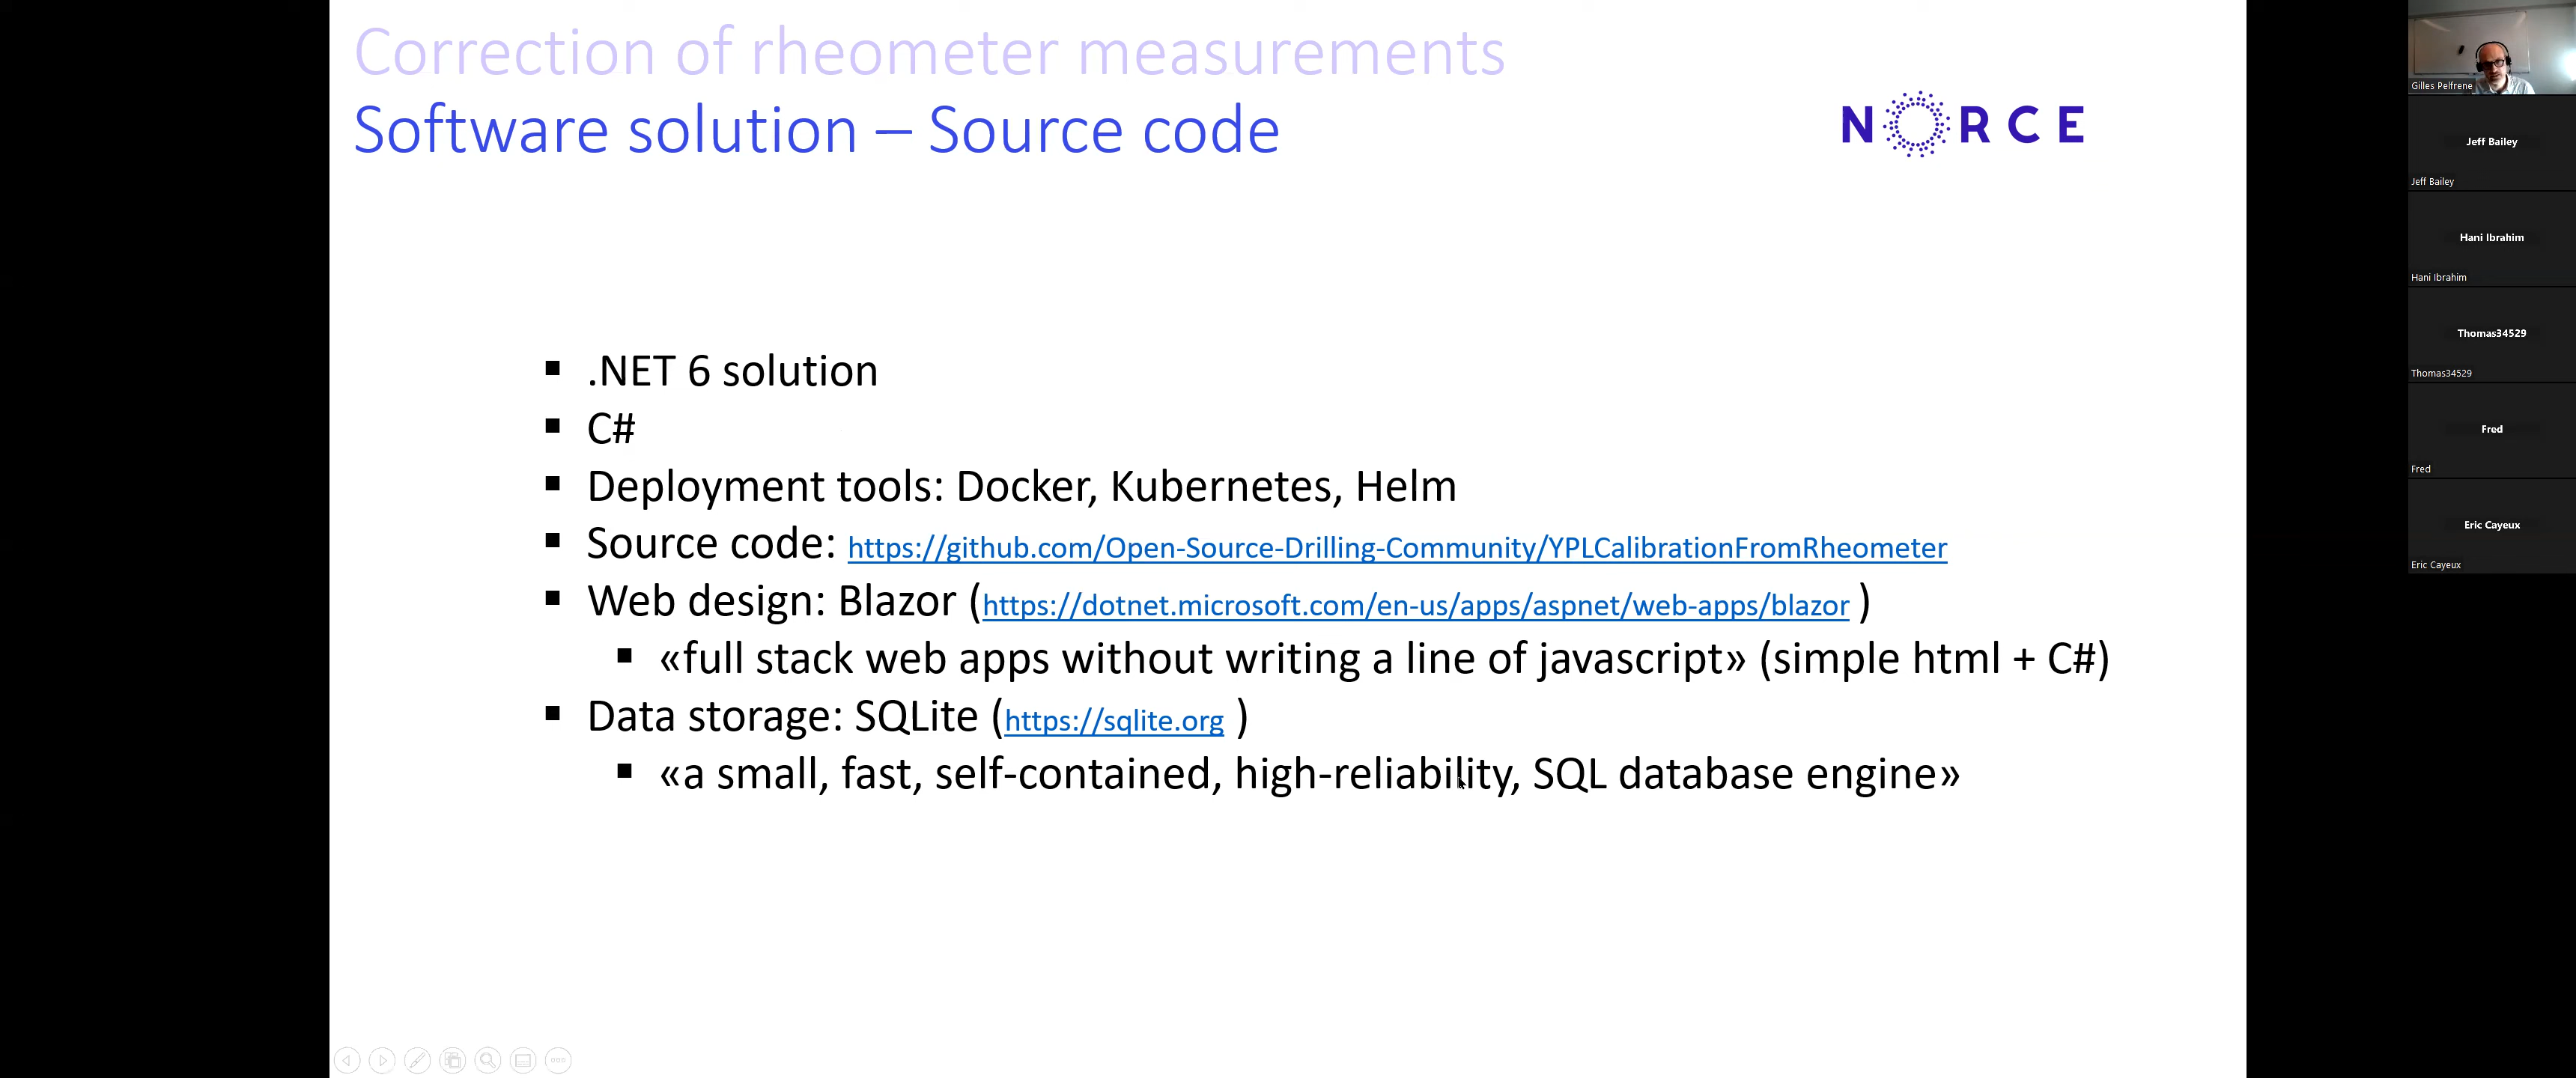 Correction of rheometer measurements
Software solution – Source code
NORCE
.NET 6 solution
C#
Deployment tools: Docker, Kubernetes, Helm
Source code: https://github.com/Open-Source-Drilling-Community/YPLCalibrationFromRheometer
Web design: Blazor (https://dotnet.microsoft.com/en-us/apps/aspnet/web-apps/blazor )
«full stack web apps without writing a line of javascript» (simple html + C#)
Data storage: SQLite (https://sqlite.org )
«a small, fast, self-contained, high-reliability, SQL database engine»
Gilles Pelfrene
Jeff Bailey
Jeff Bailey
Hani Ibrahim
Hani Ibrahim
Thomas34529
Thomas34529
Fred
Fred
Eric Cayeux
Eric Cayeux